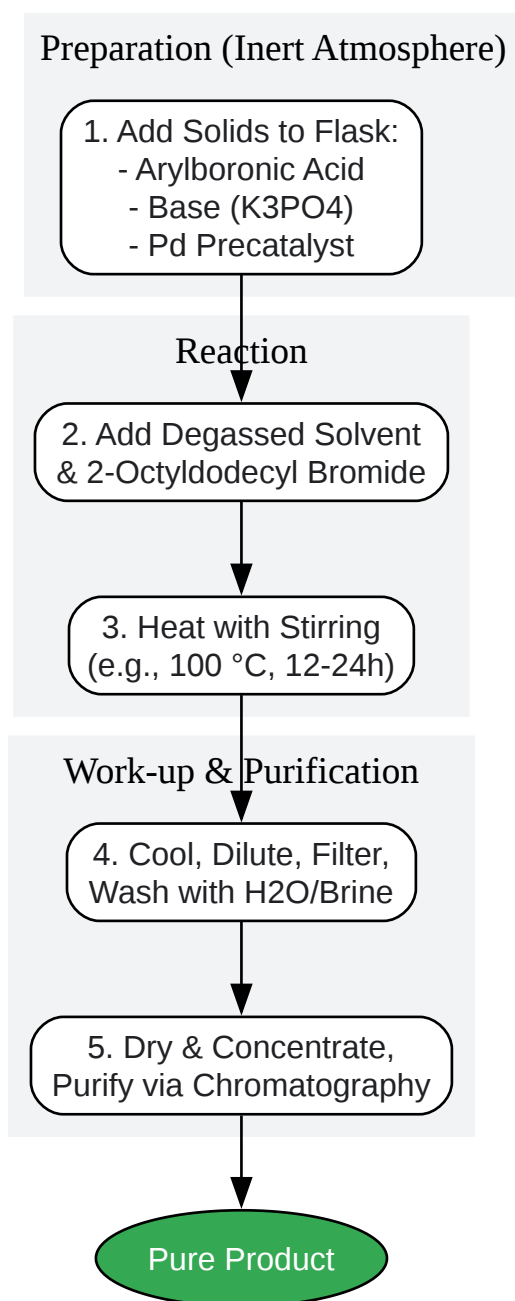 Preparation (Inert Atmosphere)
1. Add Solids to Flask:
- Arylboronic Acid
- Base (K3PO4)
- Pd Precatalyst
Reaction
2. Add Degassed Solvent
& 2-Octyldodecyl Bromide
3. Heat with Stirring
(e.g., 100 °C, 12-24h)
Work-up & Purification
4. Cool, Dilute, Filter,
Wash with H2O/Brine
5. Dry & Concentrate,
Purify via Chromatography
Pure Product